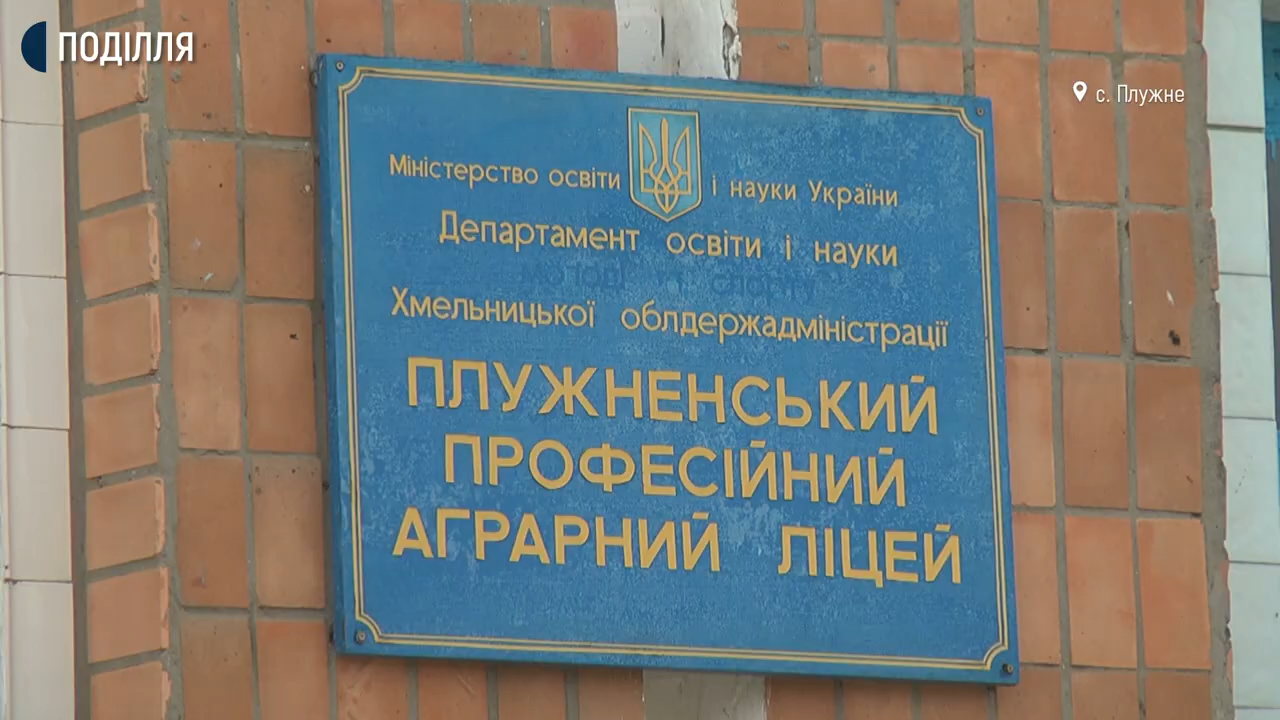 ПОДІЛЛЯ
с. Плужне
Міністерство освіти і науки України
Департамент освіти і науки
Хмельницької облдержадміністрації
ПЛУЖНЕНСЬКИЙ
ПРОФЕСІЙНИЙ
АГРАРНИЙ ЛІЦЕЙ